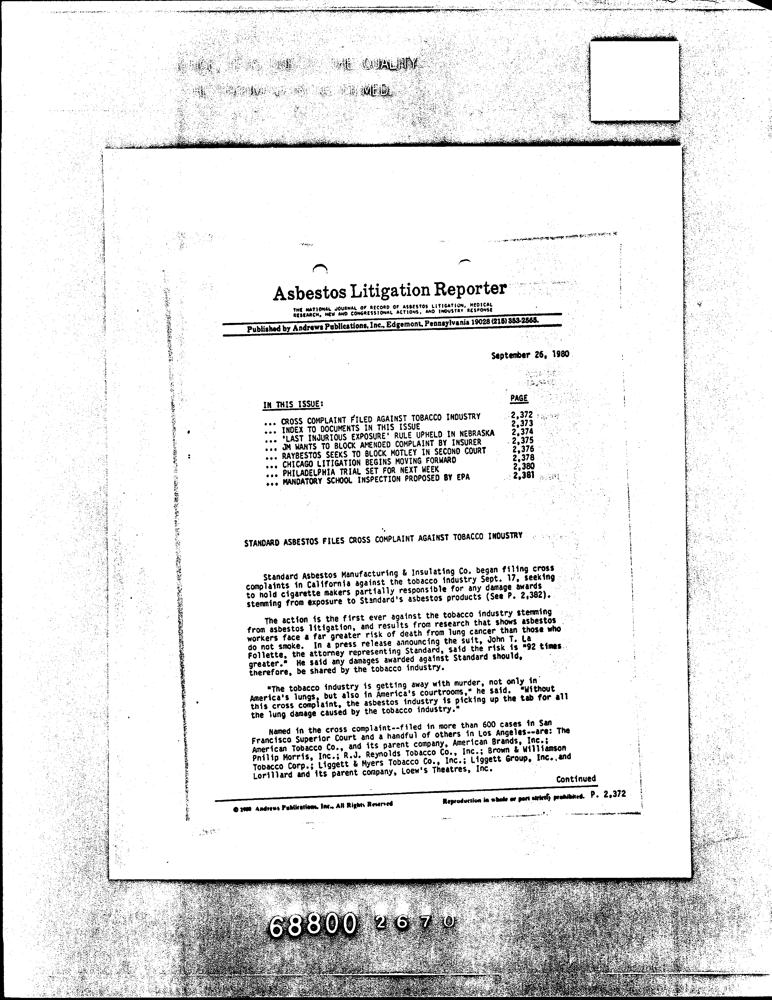 QUALITY
Asbestos Litigation Reporter
THE NATIONAL JOURNAL OF RECORD OF ASBESTOS LITIGATION, MEDICAL
RESEARCH, NEW AND CONGRESSIONAL ACTIONS, AND INDUSTRY RESPONSE
Published by Andrews Publications, Inc., Edgemont, Pennsylvania 19028 (215) 353-2565.
September 26, 1980
IN THIS ISSUE: PAGE
... CROSS COMPLAINT FILED AGAINST TOBACCO INDUSTRY 2,372
... INDEX TO DOCUMENTS IN THIS ISSUE 2,373
... 'LAST INJURIOUS EXPOSURE' RULE UPHELD IN NEBRASKA 2,374
... JM WANTS TO BLOCK AMENDED COMPLAINT BY INSURER 2,375
... RAYBESTOS SEEKS TO BLOCK MOTLEY IN SECOND COURT 2,376
... CHICAGO LITIGATION BEGINS MOVING FORWARD 2,378
... PHILADELPHIA TRIAL SET FOR NEXT WEEK 2,380
... MANDATORY SCHOOL INSPECTION PROPOSED BY EPA 2,381
STANDARD ASBESTOS FILES CROSS COMPLAINT AGAINST TOBACCO INDUSTRY
Standard Asbestos Manufacturing & Insulating Co. began filing cross
complaints in California against the tobacco industry Sept. 17, seeking
to hold cigarette makers partially responsible for any damage awards
stemming from exposure to Standard's asbestos products (See P. 2,382).
The action is the first ever against the tobacco industry stemming
from asbestos litigation, and results from research that shows asbestos
workers face a far greater risk of death from lung cancer than those who
do not smoke. In a press release announcing the suit, John T. La
Follette, the attorney representing Standard, said the risk is "92 times
greater." He said any damages awarded against Standard should,
therefore, be shared by the tobacco industry.
"The tobacco industry is getting away with murder, not only in
America's lungs, but also in America's courtrooms," he said. "Without
this cross complaint, the asbestos industry is picking up the tab for all
the lung damage caused by the tobacco industry."
Named in the cross complaint--filed in more than 600 cases in San
Francisco Superior Court and a handful of others in Los Angeles--are: The
American Tobacco Co., and its parent company, American Brands, Inc.;
Philip Morris, Inc.; R.J. Reynolds Tobacco Co., Inc.; Brown & Williamson
Tobacco Corp.; Liggett & Myers Tobacco Co., Inc.; Liggett Group, Inc., and
Lorillard and its parent company, Loew's Theatres, Inc.
Continued
© 1980 Andrews Publications, Inc., All Rights Reserved Reproduction in whole or part strictly prohibited. P. 2,372
68800 2670